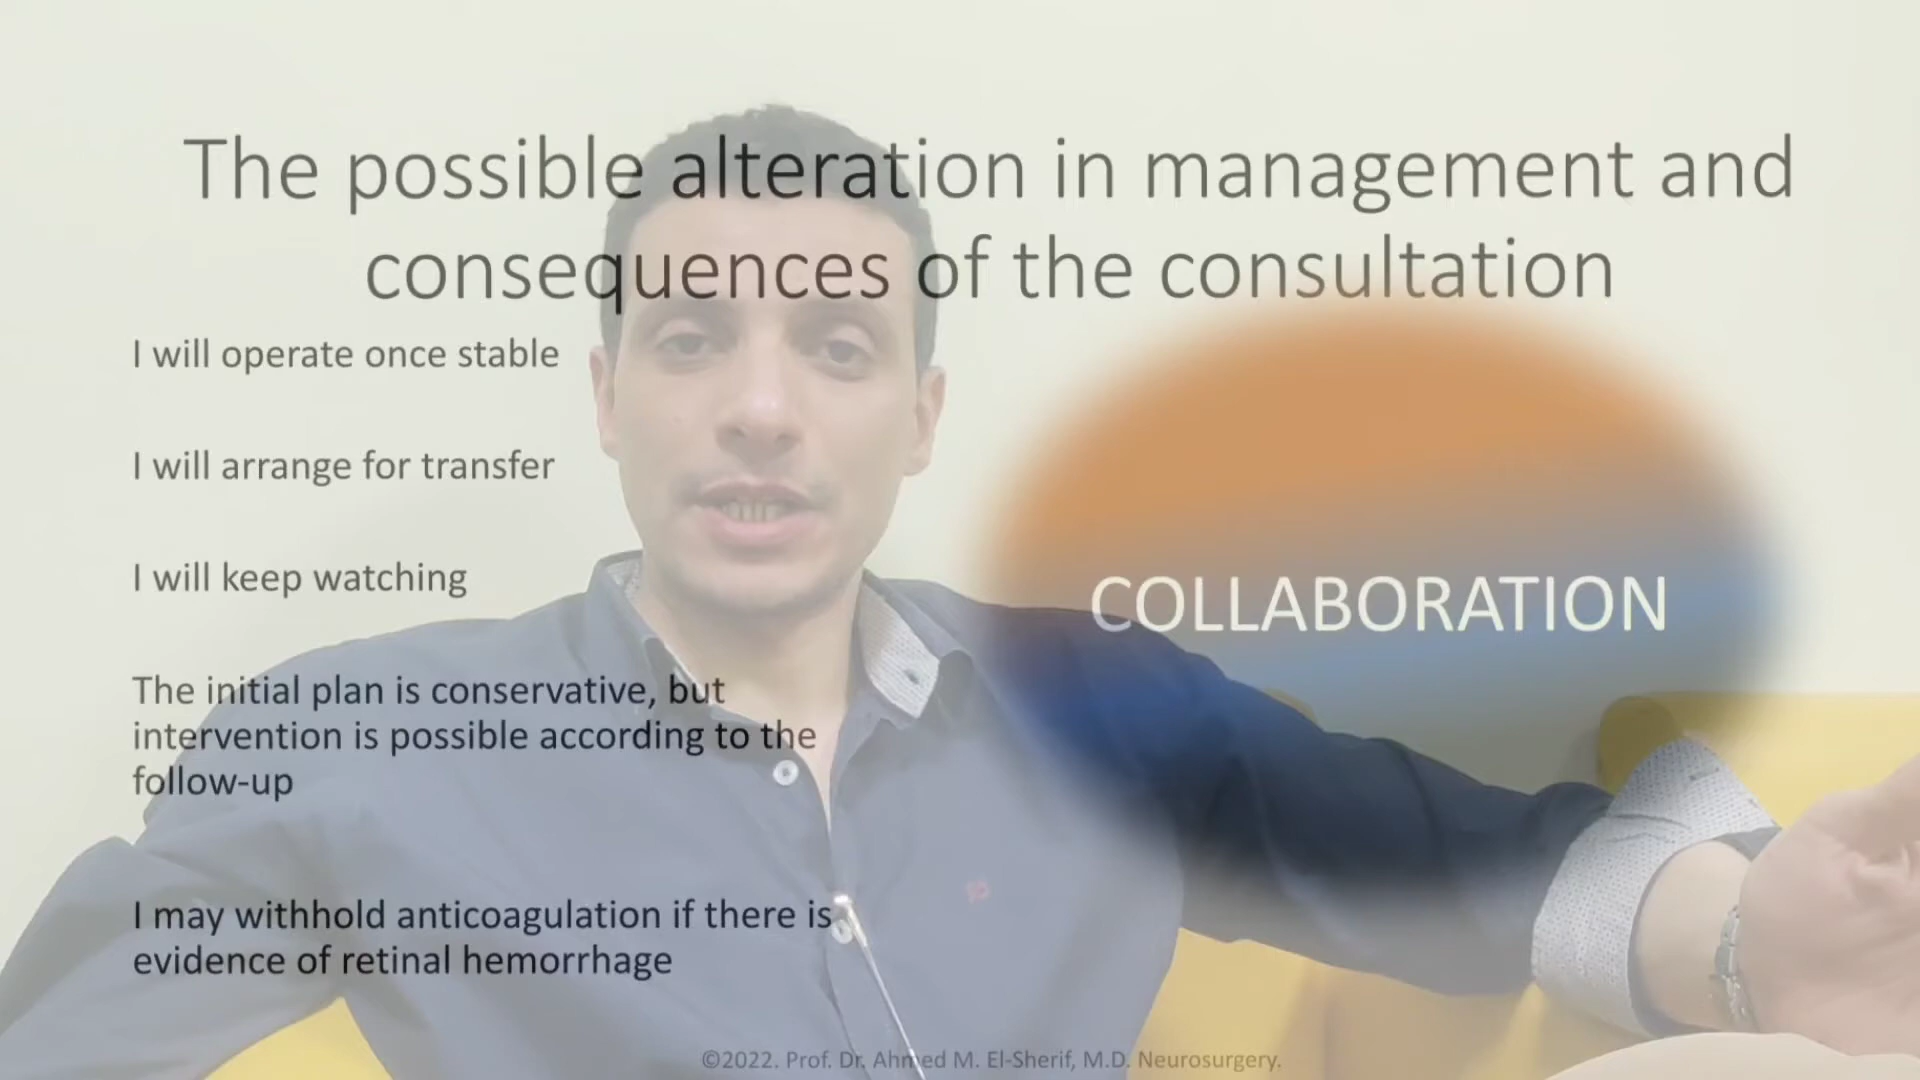 The possible alteration in management and
consequences of the consultation
I will operate once stable
I will arrange for transfer
I will keep watching
The initial plan is conservative, but
intervention is possible according to the
follow-up
I may withhold anticoagulation if there is
evidence of retinal hemorrhage
COLLABORATION
©2022. Prof. Dr. Ahmed M. El-Sherif, M.D. Neurosurgery.